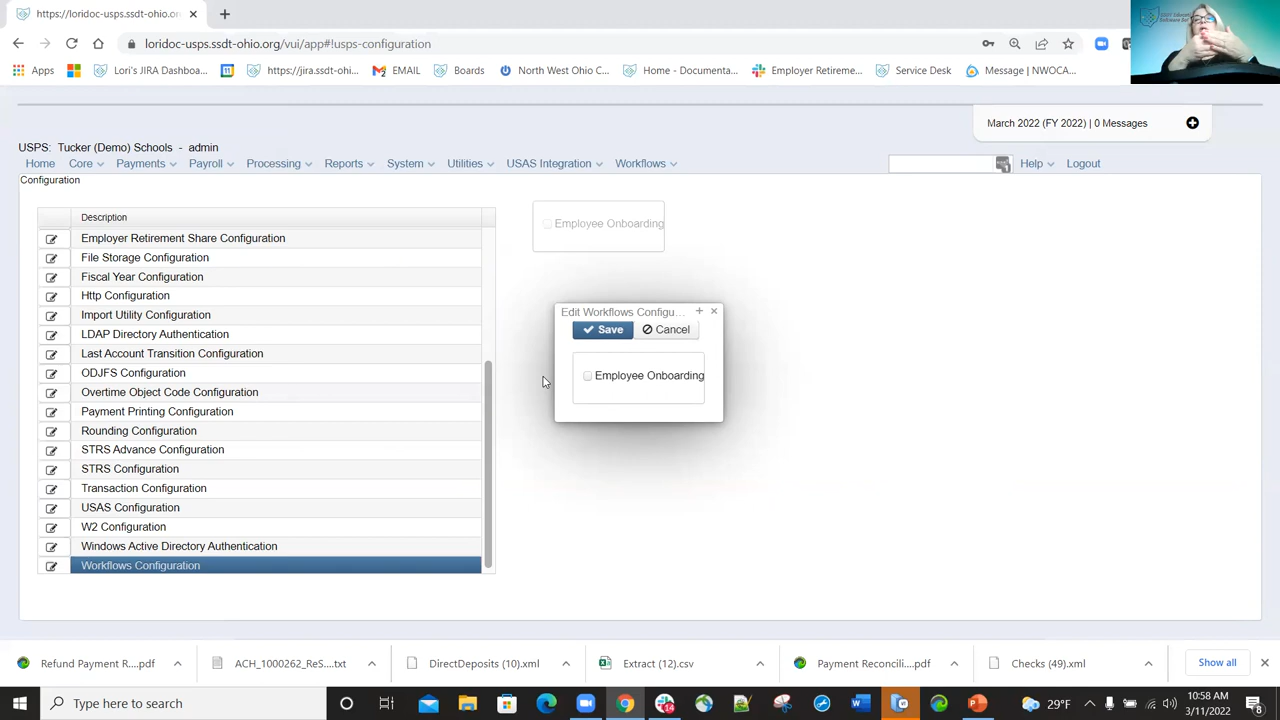 https://loridoc-usps.ssdt-ohio.or
loridoc-usps.ssdt-ohio.org/vui/app#!usps-configuration
Apps
Lori's JIRA Dashboa...
https://jira.ssdt-ohi...
EMAIL
Boards
North West Ohio C...
Home - Documenta...
Employer Retireme...
Service Desk
Message | NWOCA...
March 2022 (FY 2022) | 0 Messages
USPS: Tucker (Demo) Schools - admin
Home Core Payments Payroll Processing Reports System Utilities USAS Integration Workflows Help Logout
Configuration
Description
Employer Retirement Share Configuration
File Storage Configuration
Fiscal Year Configuration
Http Configuration
Import Utility Configuration
LDAP Directory Authentication
Last Account Transition Configuration
ODJFS Configuration
Overtime Object Code Configuration
Payment Printing Configuration
Rounding Configuration
STRS Advance Configuration
STRS Configuration
Transaction Configuration
USAS Configuration
W2 Configuration
Windows Active Directory Authentication
Workflows Configuration
Employee Onboarding
Edit Workflows Configu...
Save Cancel
Employee Onboarding
Refund Payment R....pdf
ACH_1000262_ReS....txt
DirectDeposits (10).xml
Extract (12).csv
Payment Reconcili....pdf
Checks (49).xml
Show all
Type here to search
14
29°F
10:58 AM
3/11/2022
8